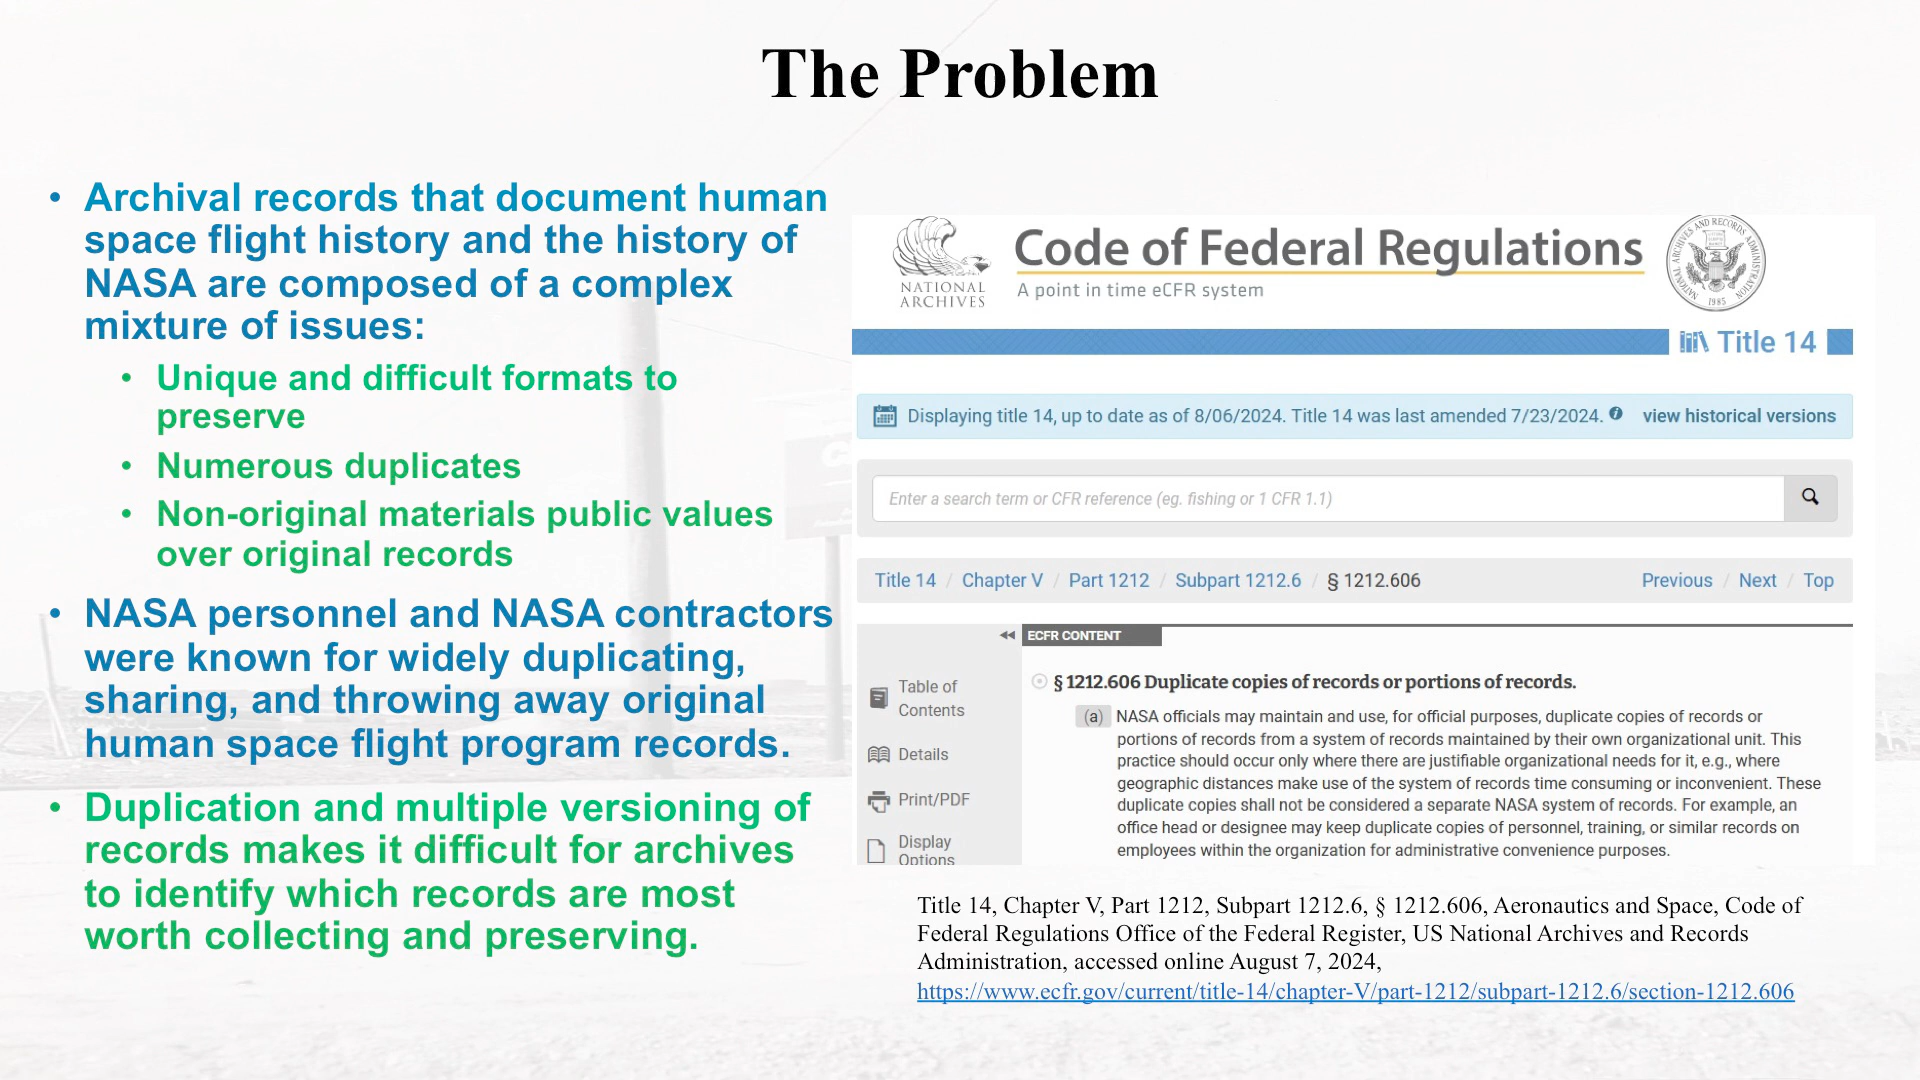 The Problem
• Archival records that document human
space flight history and the history of
NASA are composed of a complex
mixture of issues:
• Unique and difficult formats to
preserve
• Numerous duplicates
• Non-original materials public values
over original records
• NASA personnel and NASA contractors
were known for widely duplicating,
sharing, and throwing away original
human space flight program records.
• Duplication and multiple versioning of
records makes it difficult for archives
to identify which records are most
worth collecting and preserving.
NATIONAL
ARCHIVES
Code of Federal Regulations
A point in time eCFR system
NATIONAL ARCHIVES AND RECORDS ADMINISTRATION
1985
Title 14
Displaying title 14, up to date as of 8/06/2024. Title 14 was last amended 7/23/2024. view historical versions
Enter a search term or CFR reference (eg. fishing or 1 CFR 1.1)
Title 14 / Chapter V / Part 1212 / Subpart 1212.6 / § 1212.606 Previous / Next / Top
ECFR CONTENT
Table of
Contents
Details
Print/PDF
Display
Options
§ 1212.606 Duplicate copies of records or portions of records.
(a) NASA officials may maintain and use, for official purposes, duplicate copies of records or
portions of records from a system of records maintained by their own organizational unit. This
practice should occur only where there are justifiable organizational needs for it, e.g., where
geographic distances make use of the system of records time consuming or inconvenient. These
duplicate copies shall not be considered a separate NASA system of records. For example, an
office head or designee may keep duplicate copies of personnel, training, or similar records on
employees within the organization for administrative convenience purposes.
Title 14, Chapter V, Part 1212, Subpart 1212.6, § 1212.606, Aeronautics and Space, Code of
Federal Regulations Office of the Federal Register, US National Archives and Records
Administration, accessed online August 7, 2024,
https://www.ecfr.gov/current/title-14/chapter-V/part-1212/subpart-1212.6/section-1212.606